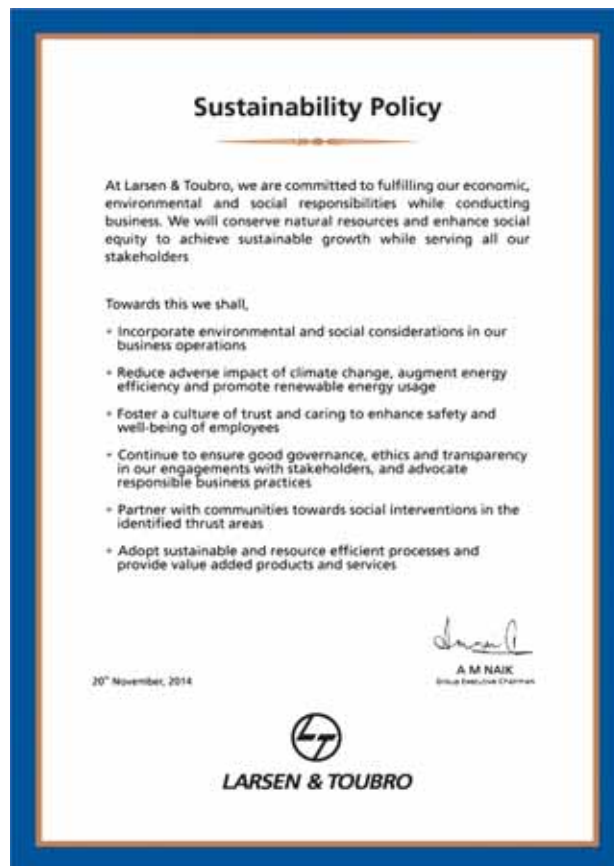 Sustainability Policy
At Larsen & Toubro, we are committed to fulfilling our economic,
environmental and social responsibilities while conducting
business. We will conserve natural resources and enhance social
equity to achieve sustainable growth while serving all our
stakeholders
Towards this we shall,
• Incorporate environmental and social considerations in our
business operations
• Reduce adverse impact of climate change, augment energy
efficiency and promote renewable energy usage
• Foster a culture of trust and caring to enhance safety and
well-being of employees
• Continue to ensure good governance, ethics and transparency
in our engagements with stakeholders, and advocate
responsible business practices
• Partner with communities towards social interventions in the
identified thrust areas
• Adopt sustainable and resource efficient processes and
provide value added products and services
A M NAIK
Group Executive Chairman
20th November, 2014
LT
LARSEN & TOUBRO